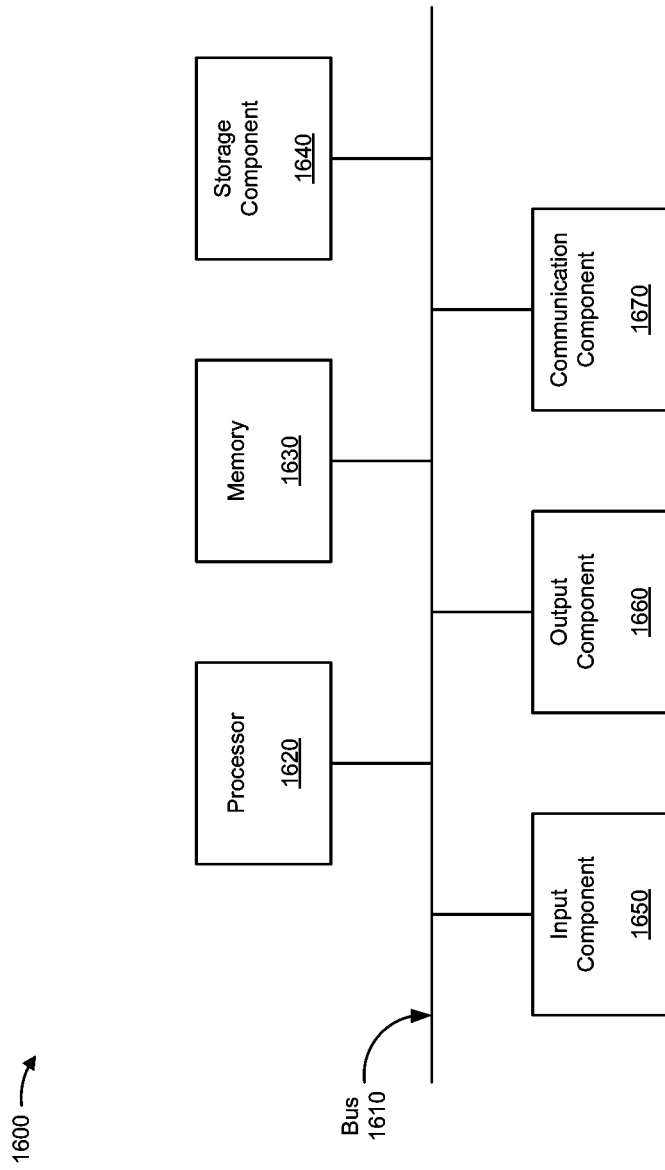 1600
Processor
1620
Memory
1630
Storage
Component
1640
Bus
1610
Input
Component
1650
Output
Component
1660
Communication
Component
1670